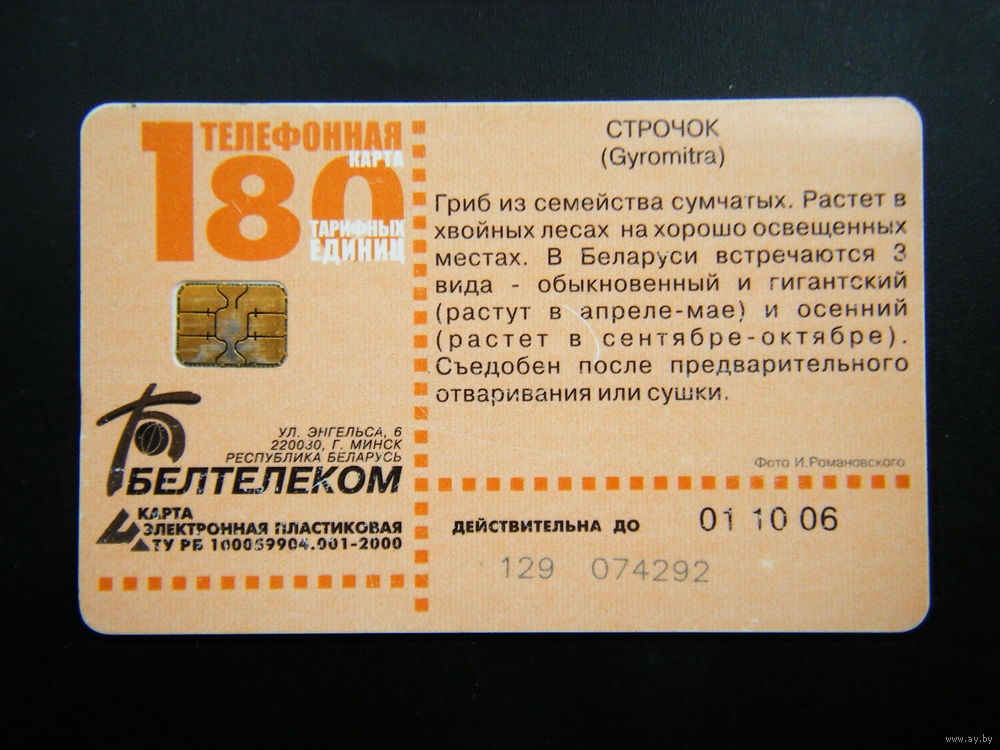 ТЕЛЕФОННАЯ
КАРТА
180
ТАРИФНЫХ
ЕДИНИЦ
УЛ. ЭНГЕЛЬСА, 6
220030, Г. МИНСК
РЕСПУБЛИКА БЕЛАРУСЬ
БЕЛТЕЛЕКОМ
КАРТА
ЭЛЕКТРОННАЯ ПЛАСТИКОВАЯ
ТУ РБ 100059904.001-2000
СТРОЧОК
(Gyromitra)
Гриб из семейства сумчатых. Растет в
хвойных лесах на хорошо освещенных
местах. В Беларуси встречаются 3
вида - обыкновенный и гигантский
(растут в апреле-мае) и осенний
(растет в сентябре-октябре).
Съедобен после предварительного
отваривания или сушки.
Фото И.Романовского
ДЕЙСТВИТЕЛЬНА ДО 01 10 06
129 074292
www.ay.by